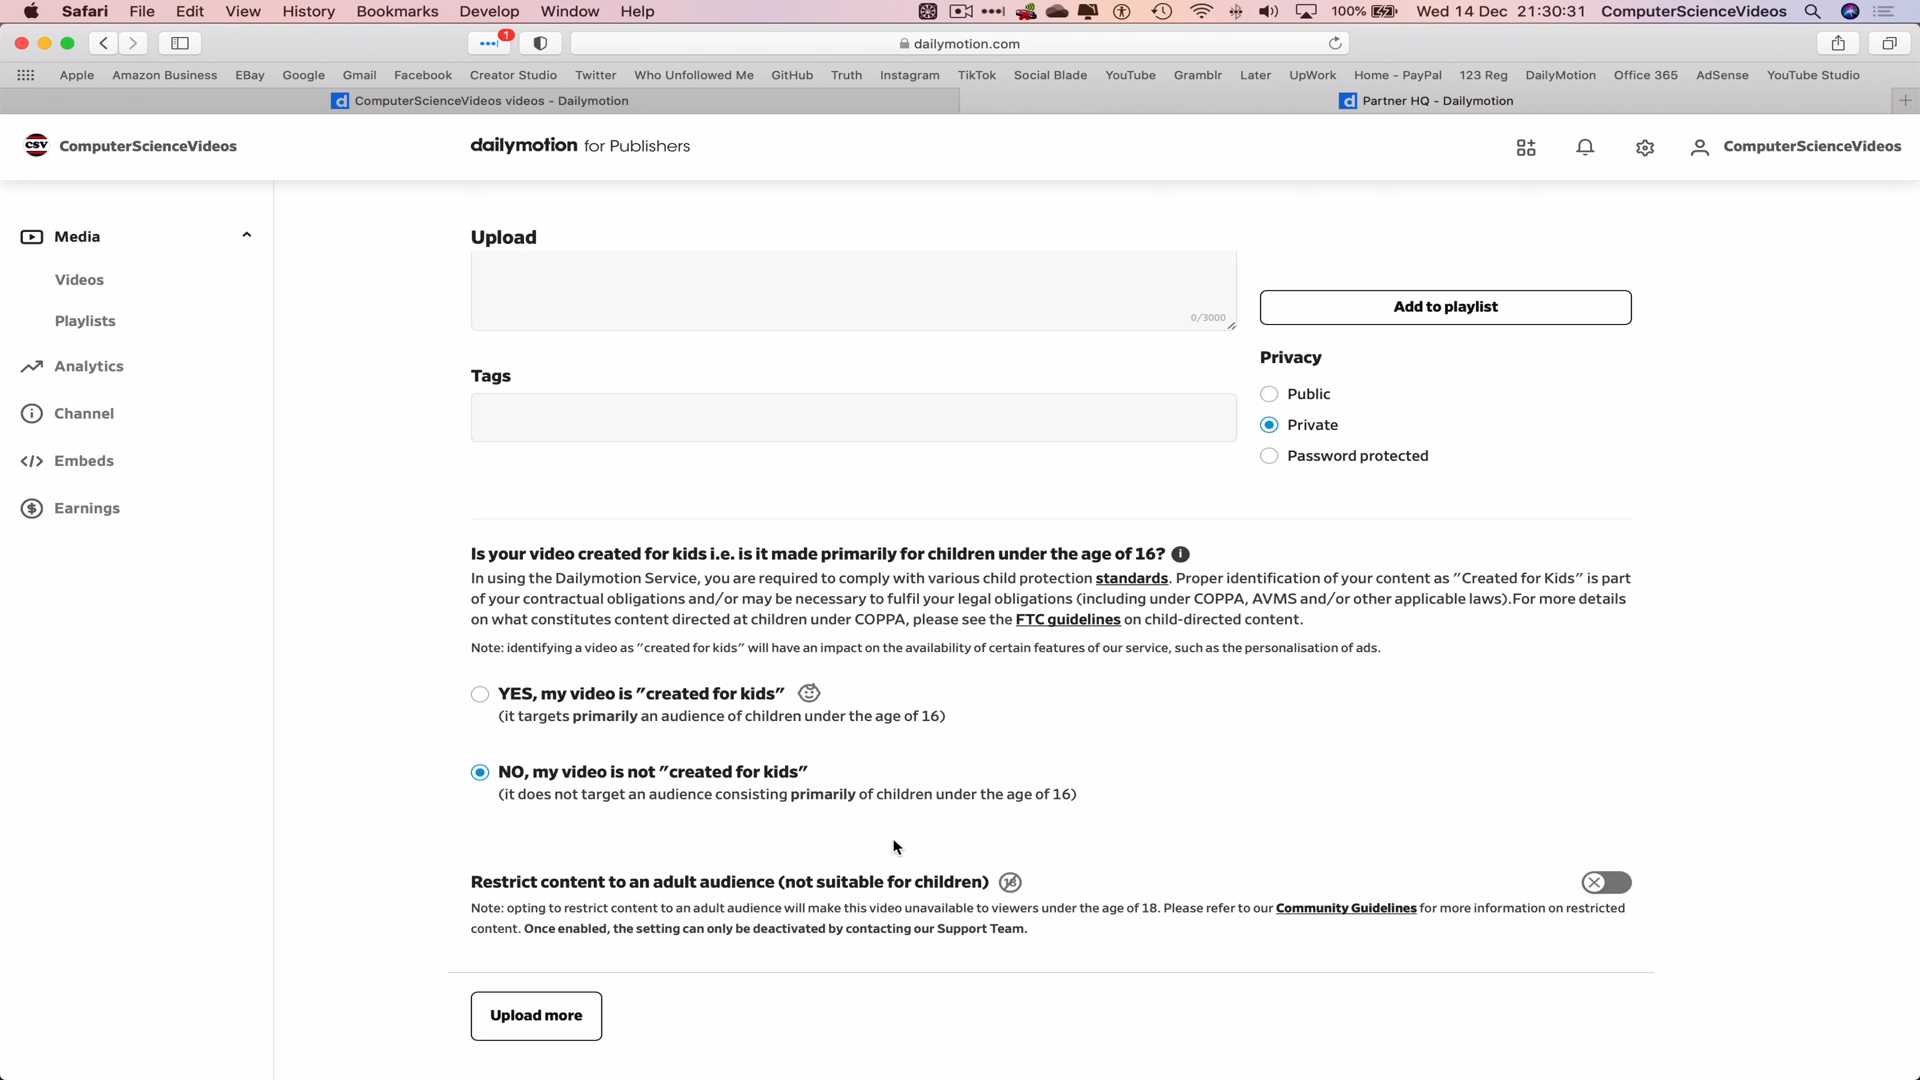 Safari File Edit View History Bookmarks Develop Window Help 100% Wed 14 Dec 21:30:31 ComputerScienceVideos
1 dailymotion.com
Apple Amazon Business EBay Google Gmail Facebook Creator Studio Twitter Who Unfollowed Me GitHub Truth Instagram TikTok Social Blade YouTube Gramblr Later UpWork Home - PayPal 123 Reg DailyMotion Office 365 AdSense YouTube Studio
d ComputerScienceVideos videos - Dailymotion d Partner HQ - Dailymotion
CSV ComputerScienceVideos dailymotion for Publishers ComputerScienceVideos
Media
Videos
Playlists
Analytics
Channel
Embeds
Earnings
Upload
0/3000
Tags
Add to playlist
Privacy
Public
Private
Password protected
Is your video created for kids i.e. is it made primarily for children under the age of 16? i
In using the Dailymotion Service, you are required to comply with various child protection standards. Proper identification of your content as "Created for Kids" is part
of your contractual obligations and/or may be necessary to fulfil your legal obligations (including under COPPA, AVMS and/or other applicable laws).For more details
on what constitutes content directed at children under COPPA, please see the FTC guidelines on child-directed content.
Note: identifying a video as "created for kids" will have an impact on the availability of certain features of our service, such as the personalisation of ads.
YES, my video is "created for kids"
(it targets primarily an audience of children under the age of 16)
NO, my video is not "created for kids"
(it does not target an audience consisting primarily of children under the age of 16)
Restrict content to an adult audience (not suitable for children) 18
Note: opting to restrict content to an adult audience will make this video unavailable to viewers under the age of 18. Please refer to our Community Guidelines for more information on restricted
content. Once enabled, the setting can only be deactivated by contacting our Support Team.
Upload more